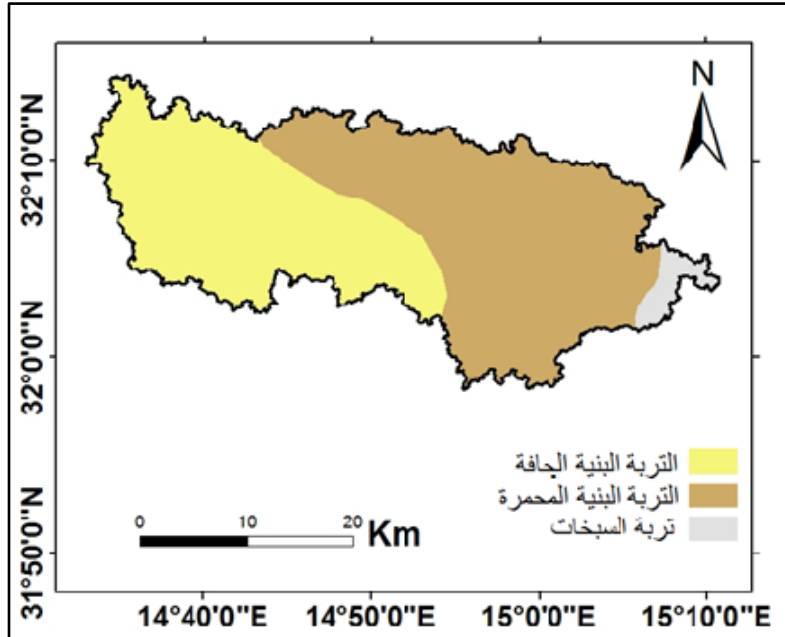 N
32°10'0"N
32°0'0"N
31°50'0"N
التربة البنية الجافة
التربة البنية المحمرة
تربة السبخات
0 10 20 Km
14°40'0"E 14°50'0"E 15°0'0"E 15°10'0"E